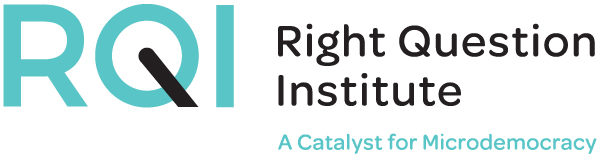 RQI
Right Question
Institute
A Catalyst for Microdemocracy